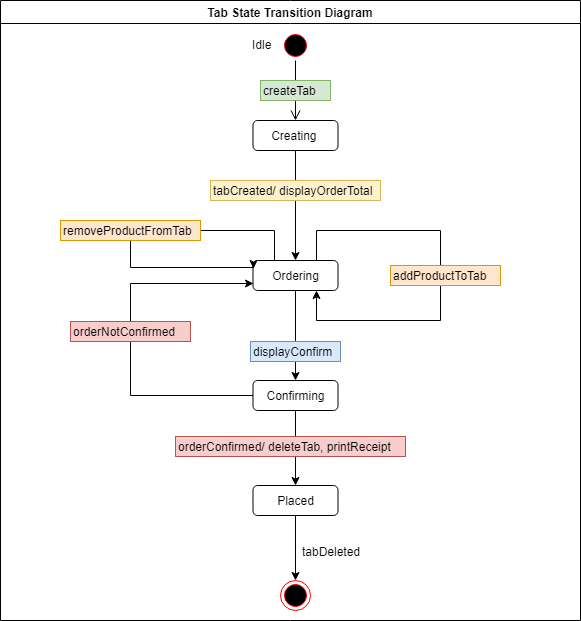 Tab State Transition Diagram
Idle
createTab
Creating
tabCreated/ displayOrderTotal
removeProductFromTab
Ordering
addProductToTab
orderNotConfirmed
displayConfirm
Confirming
orderConfirmed/ deleteTab, printReceipt
Placed
tabDeleted